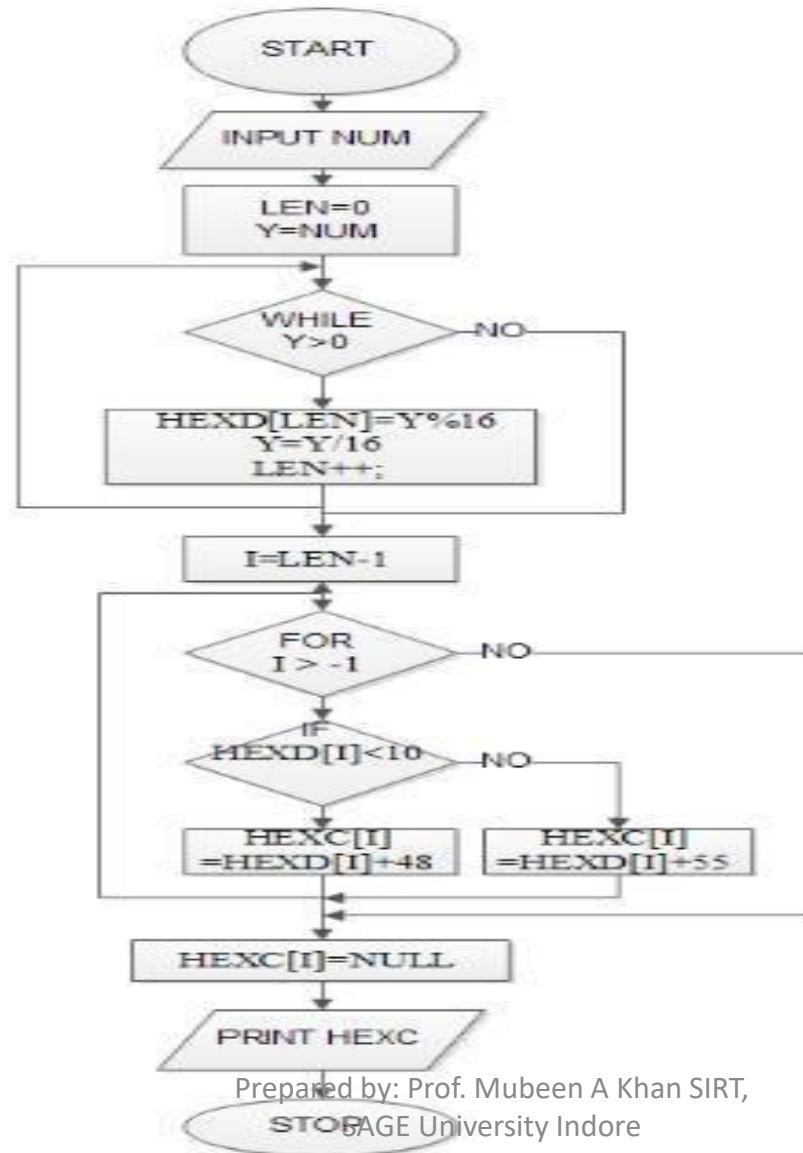 START
INPUT NUM
LEN=0
Y=NUM
WHILE
Y>0
NO
HEXD[LEN]=Y%16
Y=Y/16
LEN++;
I=LEN-1
FOR
I > -1
NO
IF
HEXD[I]<10
NO
HEXC[I]
=HEXD[I]+48
HEXC[I]
=HEXD[I]+55
HEXC[I]=NULL
PRINT HEXC
STOP
Prepared by: Prof. Mubeen A Khan SIRT,
SAGE University Indore